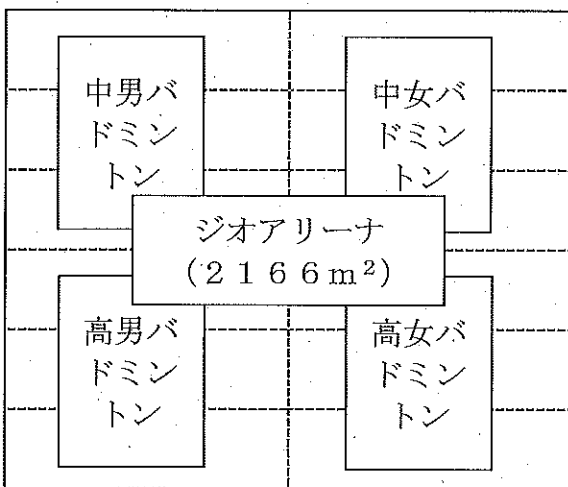 中男バ
ドミン
トン
中女バ
ドミン
トン
ジオアリーナ
(2166m²)
高男バ
ドミン
トン
高女バ
ドミン
トン